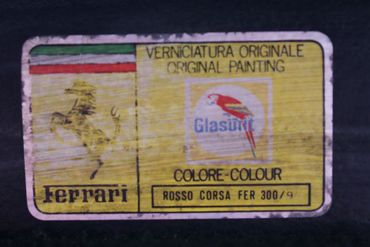 VERNICIATURA ORIGINALE
ORIGINAL PAINTING
Glasurit
COLORE-COLOUR
Ferrari
ROSSO CORSA FER 300/9